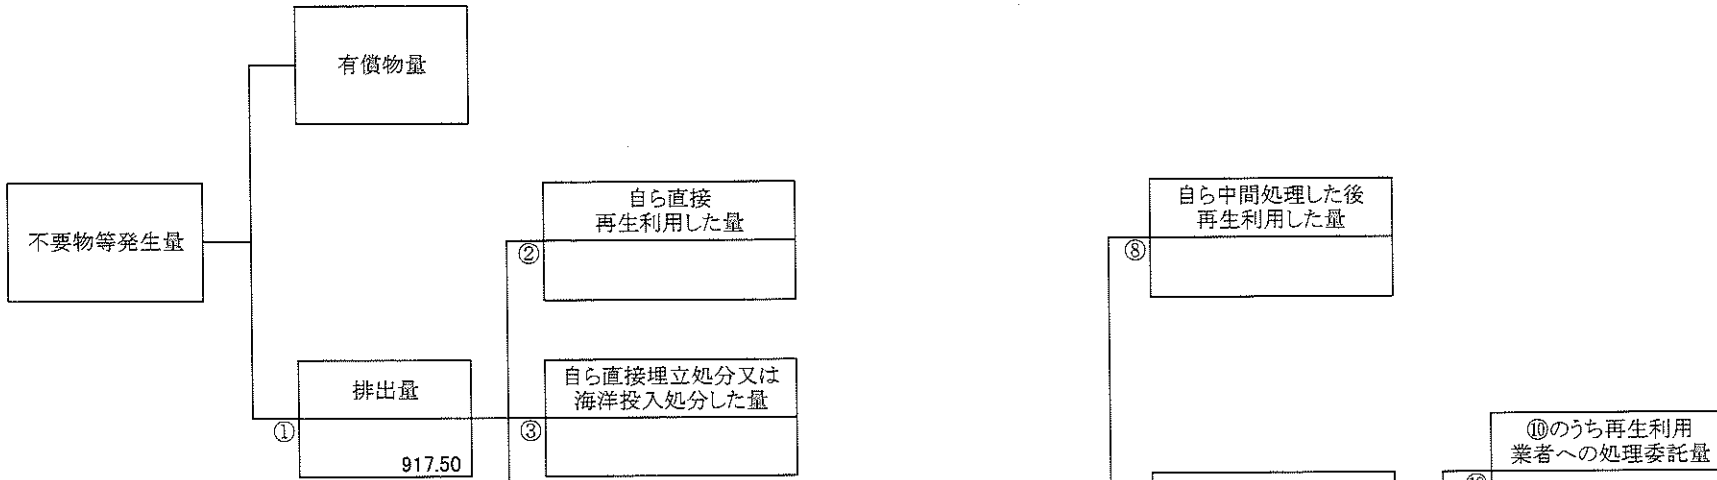 有償物量
不要物等発生量
自ら直接
再生利用した量
②
自ら中間処理した後
再生利用した量
⑧
排出量
①
917.50
自ら直接埋立処分又は
海洋投入処分した量
③
⑩のうち再生利用
業者への処理委託量